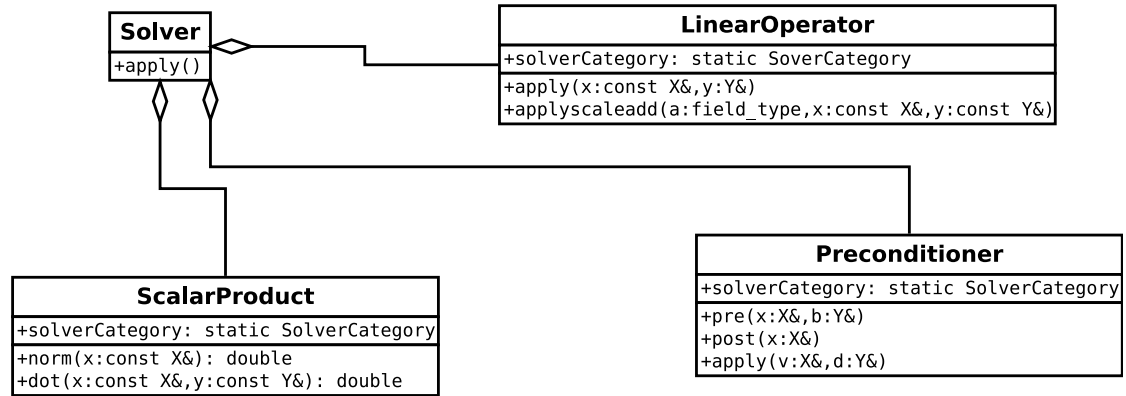 Solver
+apply()
LinearOperator
+solverCategory: static SoverCategory
+apply(x:const X&,y:Y&)
+applyscaleadd(a:field_type,x:const X&,y:const Y&)
Preconditioner
+solverCategory: static SolverCategory
+pre(x:X&,b:Y&)
+post(x:X&)
+apply(v:X&,d:Y&)
ScalarProduct
+solverCategory: static SolverCategory
+norm(x:const X&): double
+dot(x:const X&,y:const Y&): double